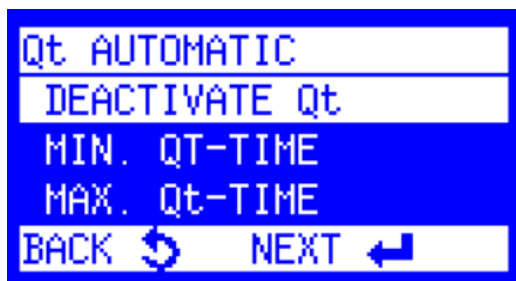 Qt AUTOMATIC
DEACTIVATE Qt
MIN. QT-TIME
MAX. Qt-TIME
BACK NEXT